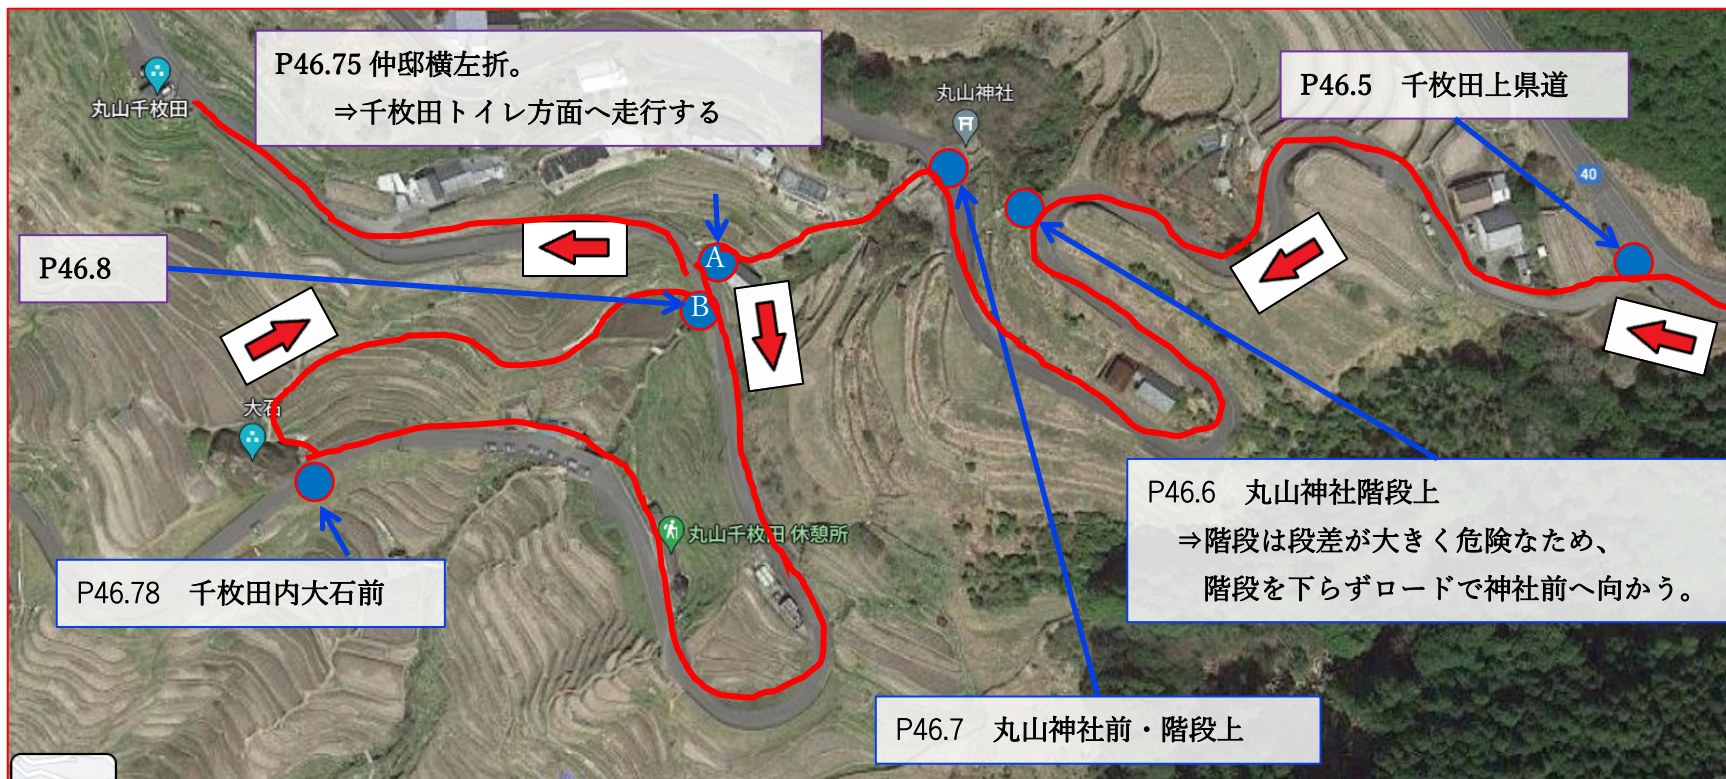 P46.75 仲邸横左折。
⇒千枚田トイレ方面へ走行する
丸山千枚田
丸山神社
P46.5　千枚田上県道
40
P46.8
A
B
大石
丸山千枚田 休憩所
P46.6　丸山神社階段上
⇒階段は段差が大きく危険なため、
階段を下らずロードで神社前へ向かう。
P46.78　千枚田内大石前
P46.7　丸山神社前・階段上